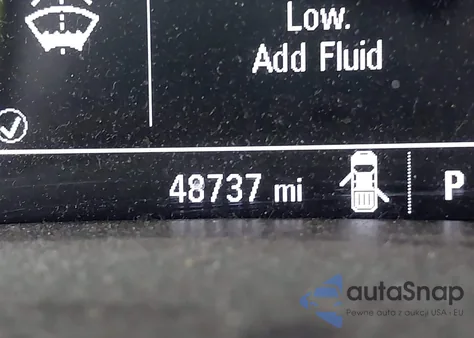 Low.
Add Fluid
48737 mi
P
autaSnap
Pewne auta z aukcji USA i EU